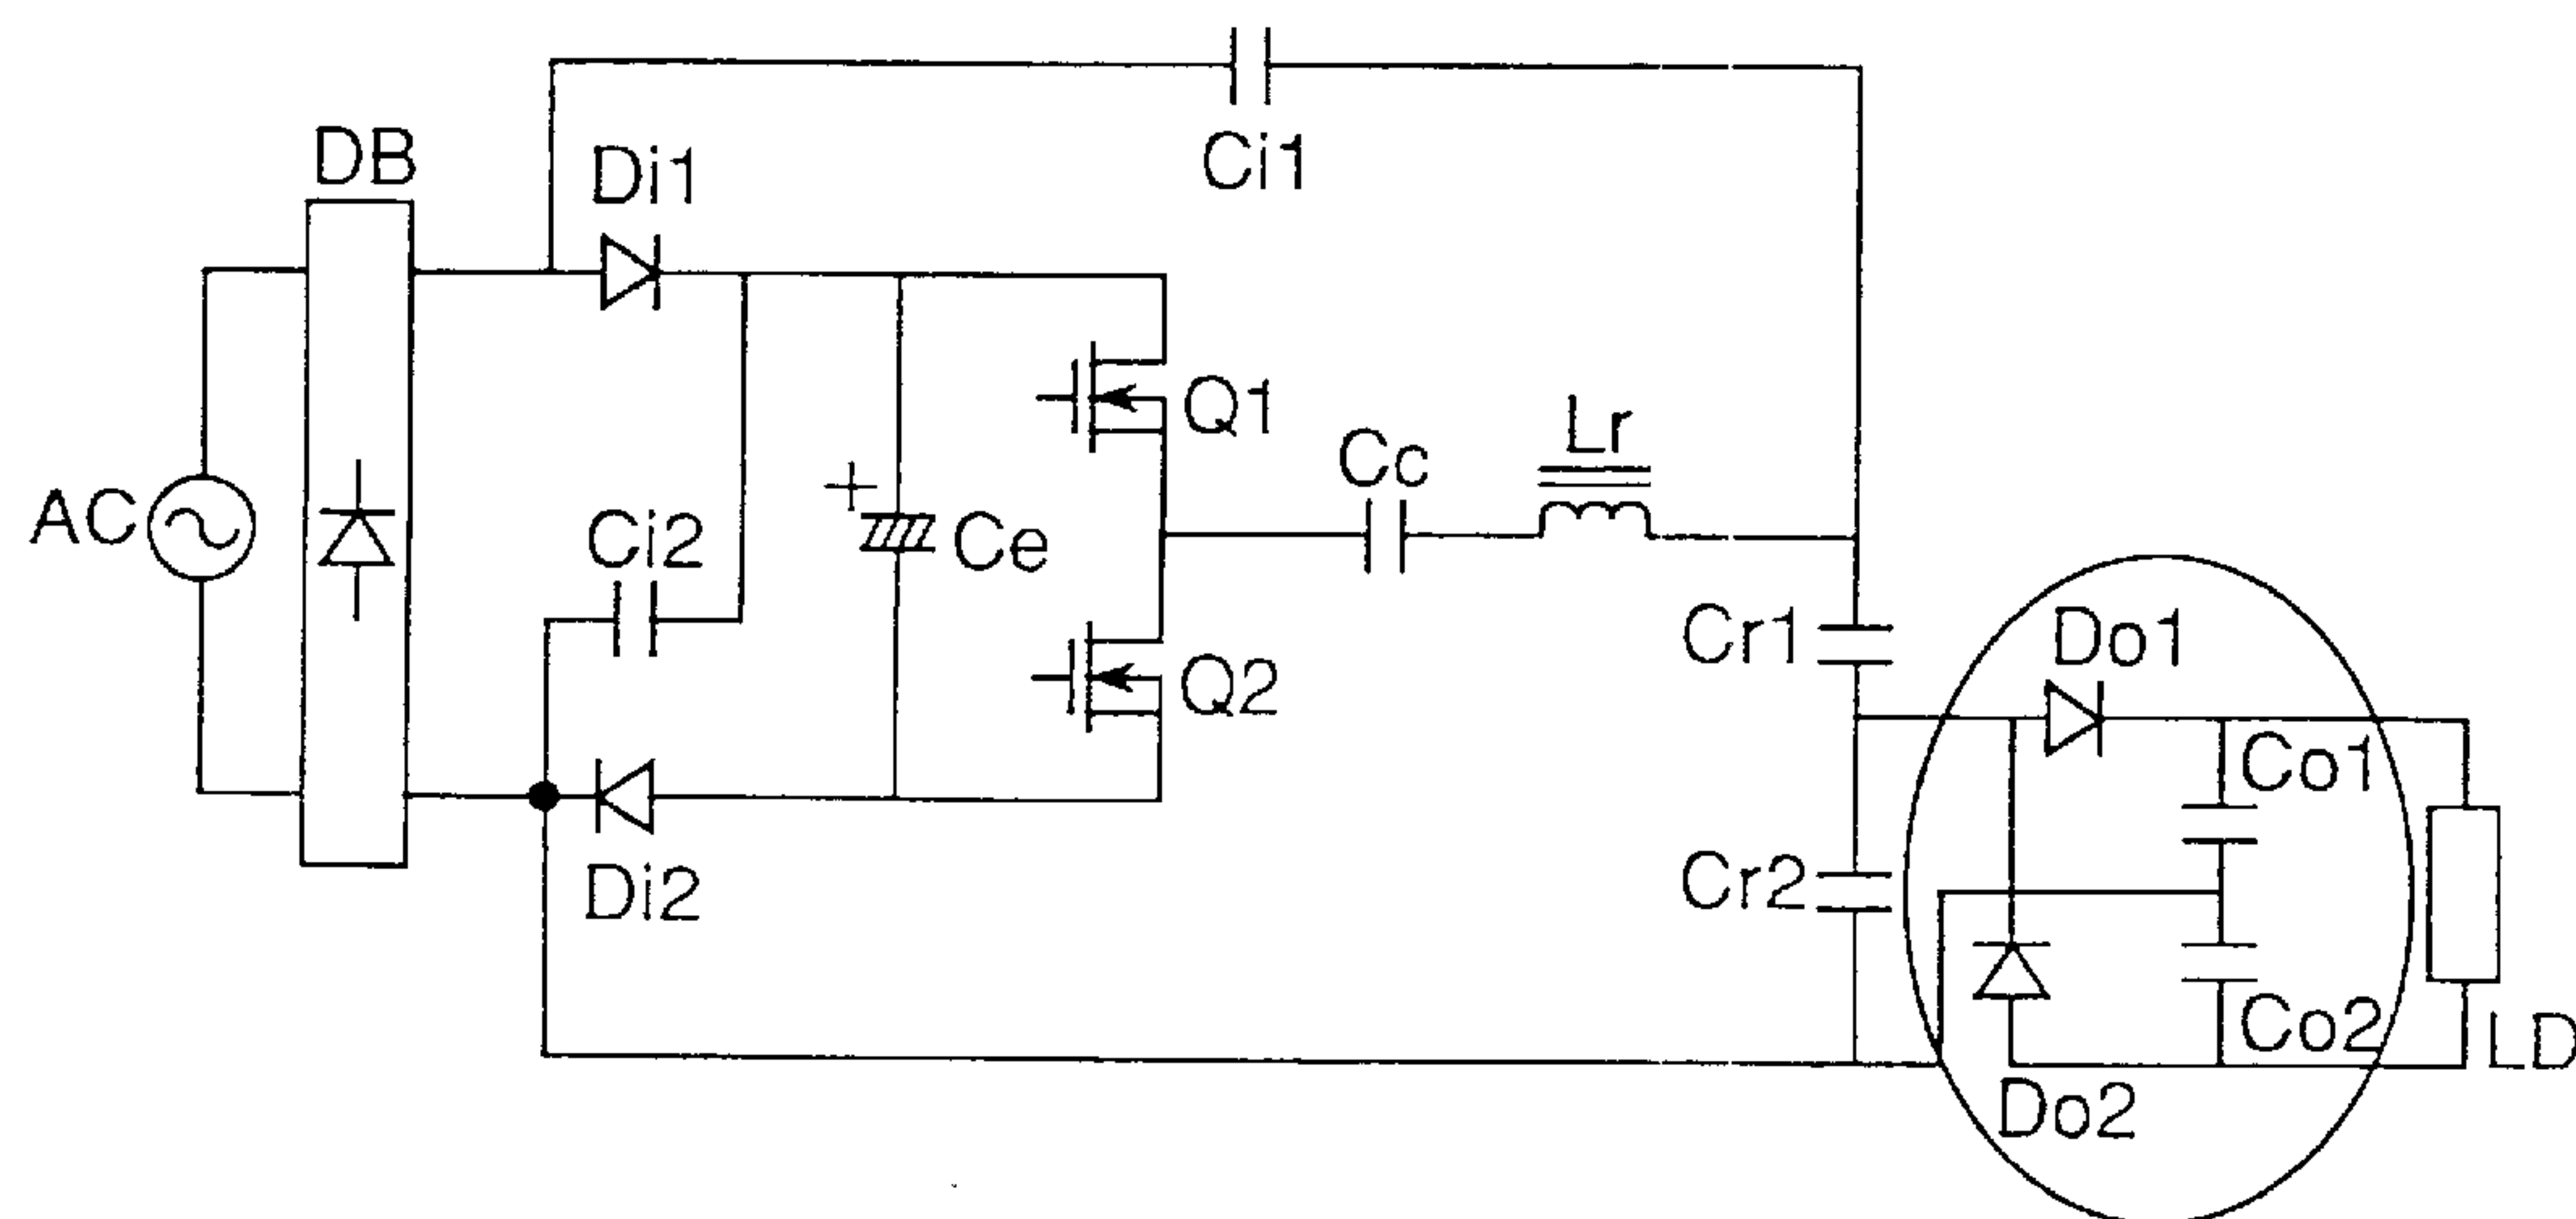 Ci1
DB
Di1
Lr
Q1
Cc
AC
Ci2
+
Ce
Cr1
Do1
Q2
Co1
Di2
Cr2
Co2
LD
Do2